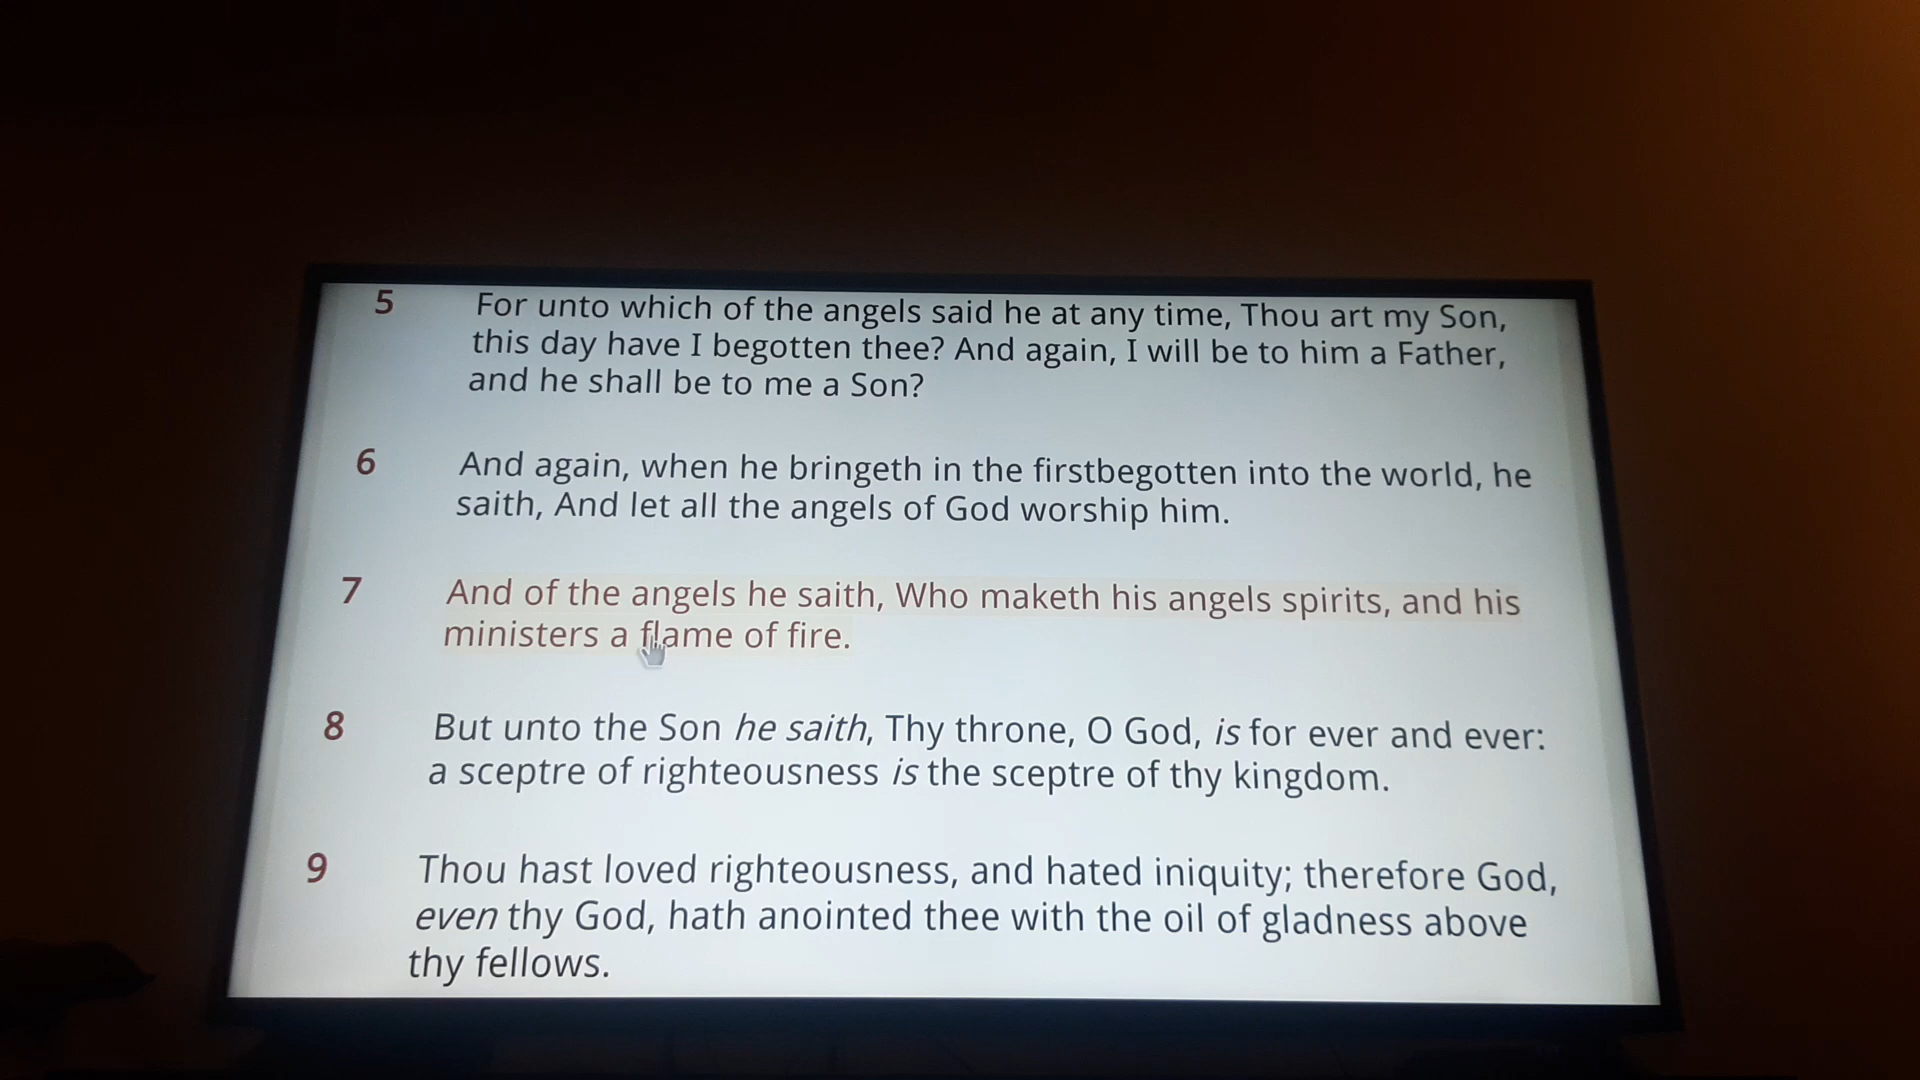 5 For unto which of the angels said he at any time, Thou art my Son,
this day have I begotten thee? And again, I will be to him a Father,
and he shall be to me a Son?
6 And again, when he bringeth in the firstbegotten into the world, he
saith, And let all the angels of God worship him.
7 And of the angels he saith, Who maketh his angels spirits, and his
ministers a flame of fire.
8 But unto the Son he saith, Thy throne, O God, is for ever and ever:
a sceptre of righteousness is the sceptre of thy kingdom.
9 Thou hast loved righteousness, and hated iniquity; therefore God,
even thy God, hath anointed thee with the oil of gladness above
thy fellows.